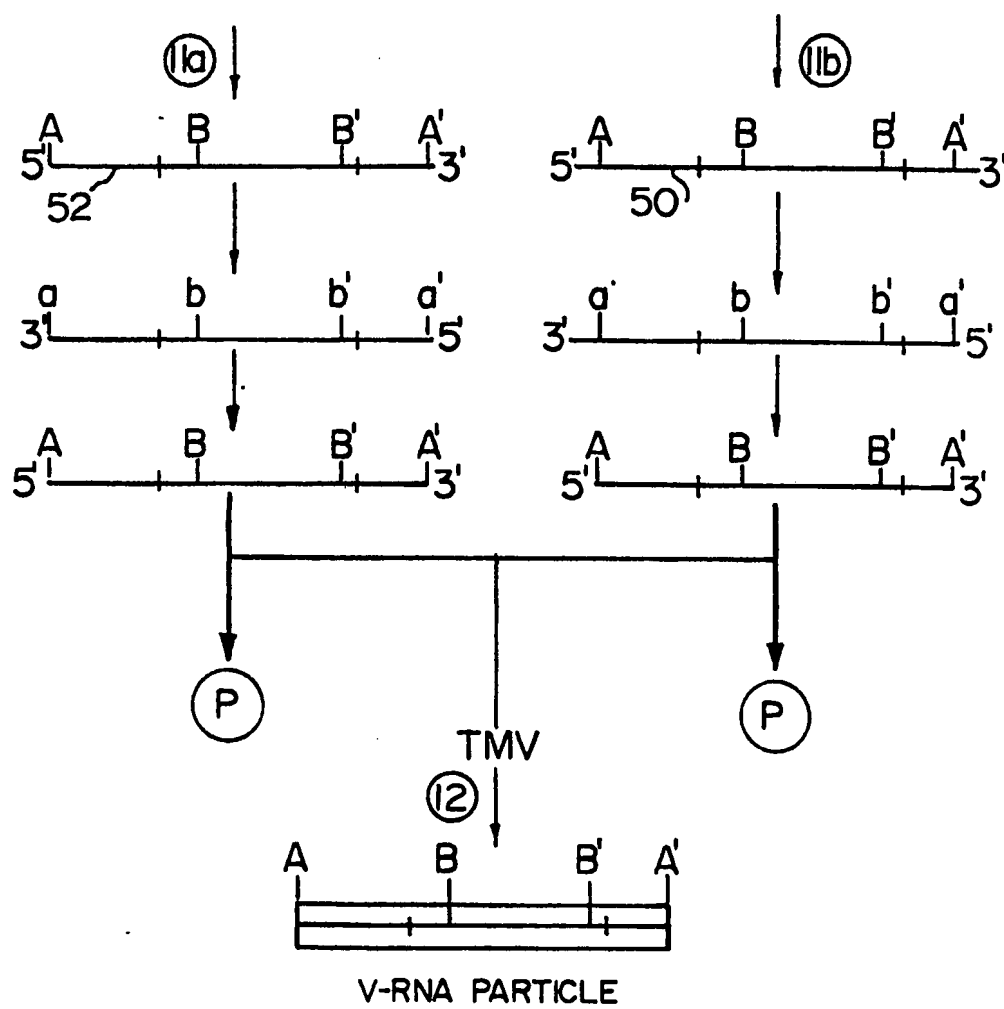 11a 11b
A B B' A' A B B' A'
5' 3' 5' 3'
52 50
a b b' a' a' b b' a'
3' 5' 3' 5'
A B B' A' A B B' A'
5' 3' 5' 3'
P P
TMV
12
A B B' A'
V-RNA PARTICLE